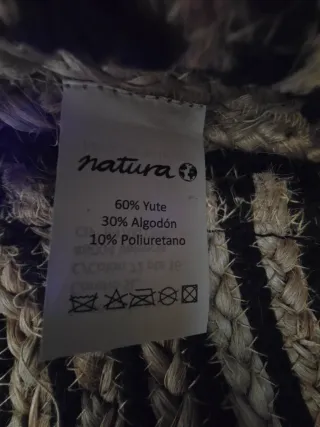 natura
60% Yute
30% Algodón
10% Poliuretano